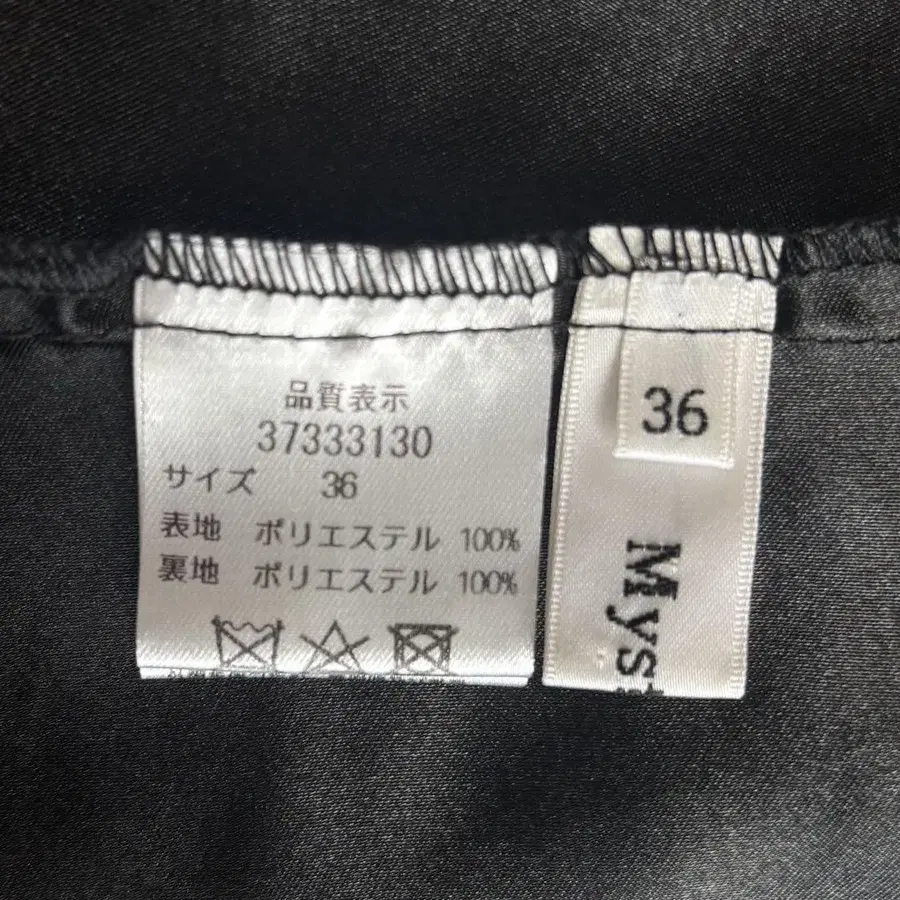 品質表示
37333130
サイズ 36
表地 ポリエステル 100%
裏地 ポリエステル 100%
36
Mys